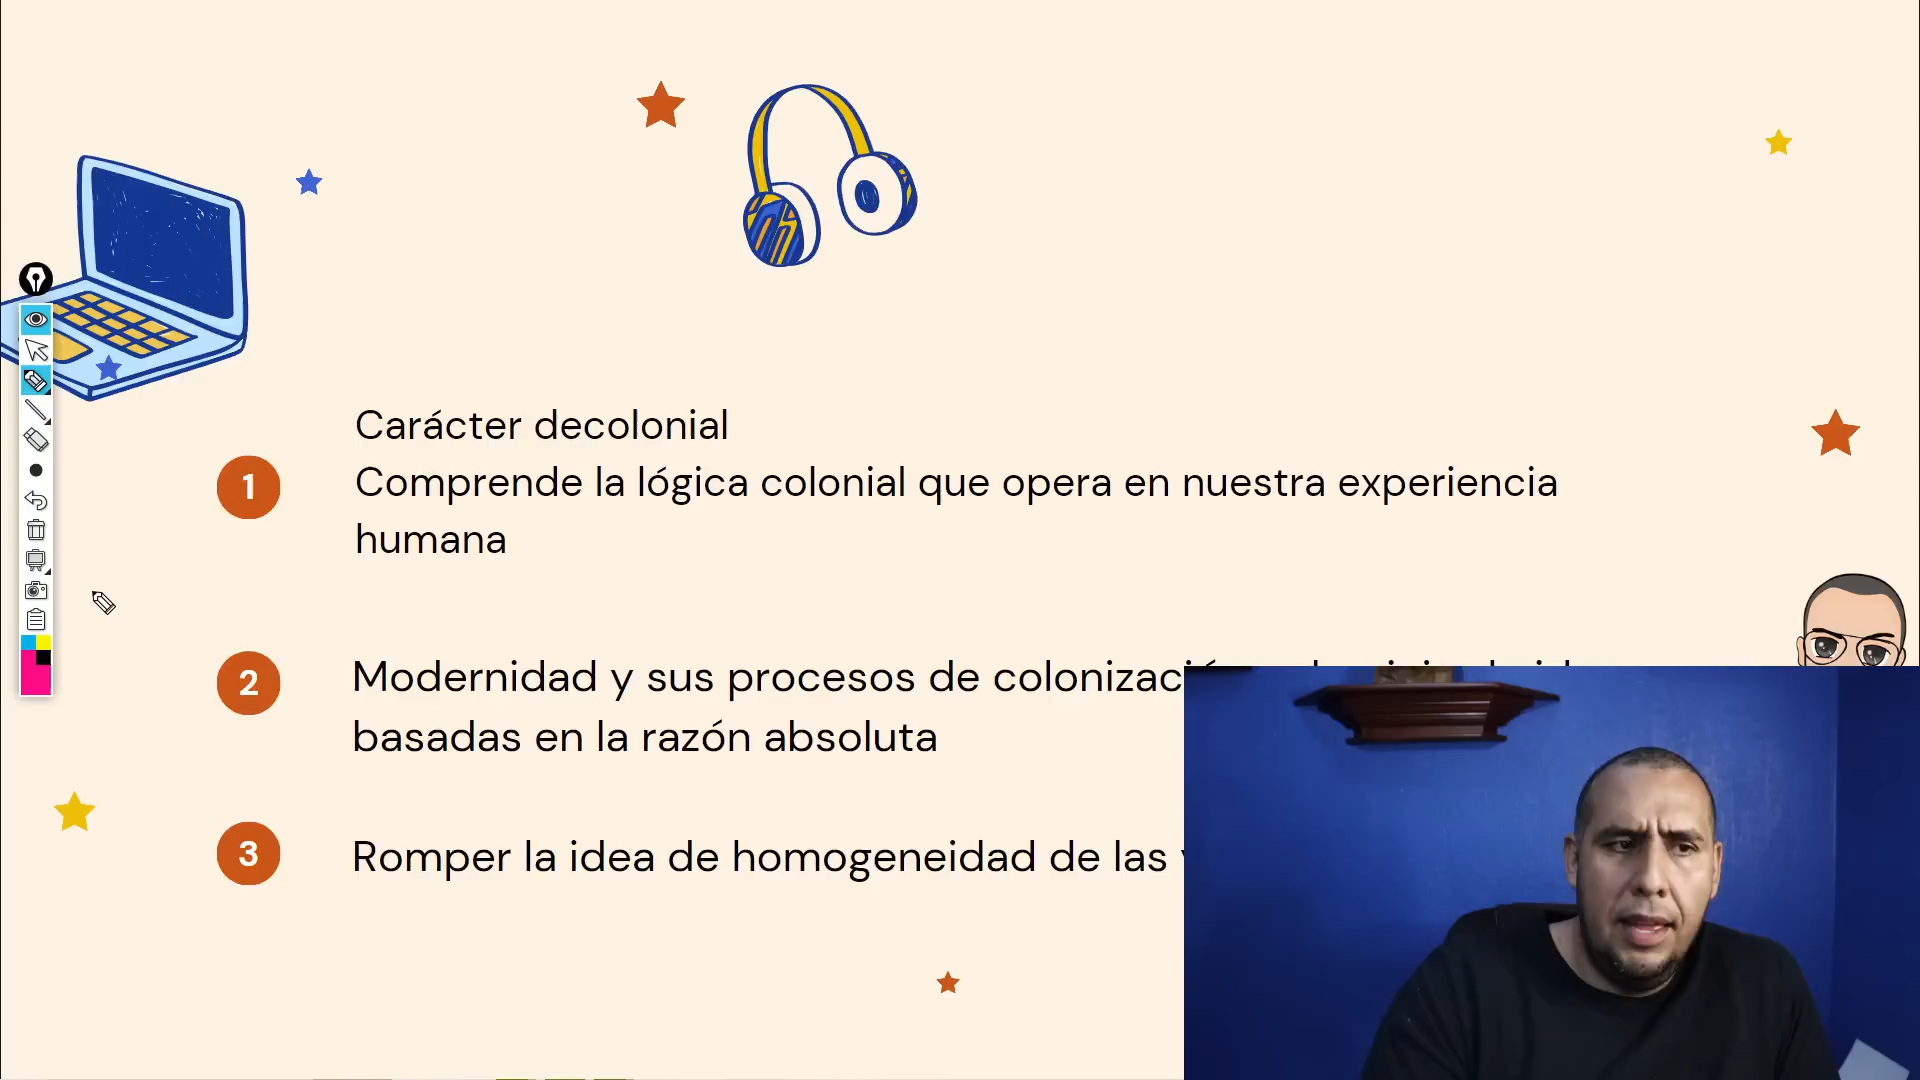 Carácter decolonial
1
Comprende la lógica colonial que opera en nuestra experiencia
humana
2
Modernidad y sus procesos de
basadas en la razón absoluta
3
Romper la idea de homogeneidad de las